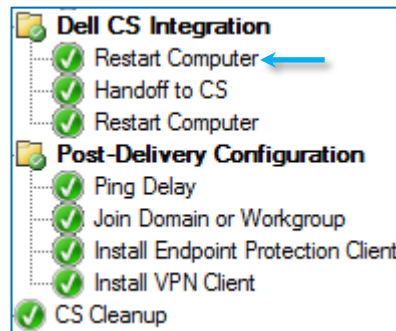 Dell CS Integration
Restart Computer
Handoff to CS
Restart Computer
Post-Delivery Configuration
Ping Delay
Join Domain or Workgroup
Install Endpoint Protection Client
Install VPN Client
CS Cleanup